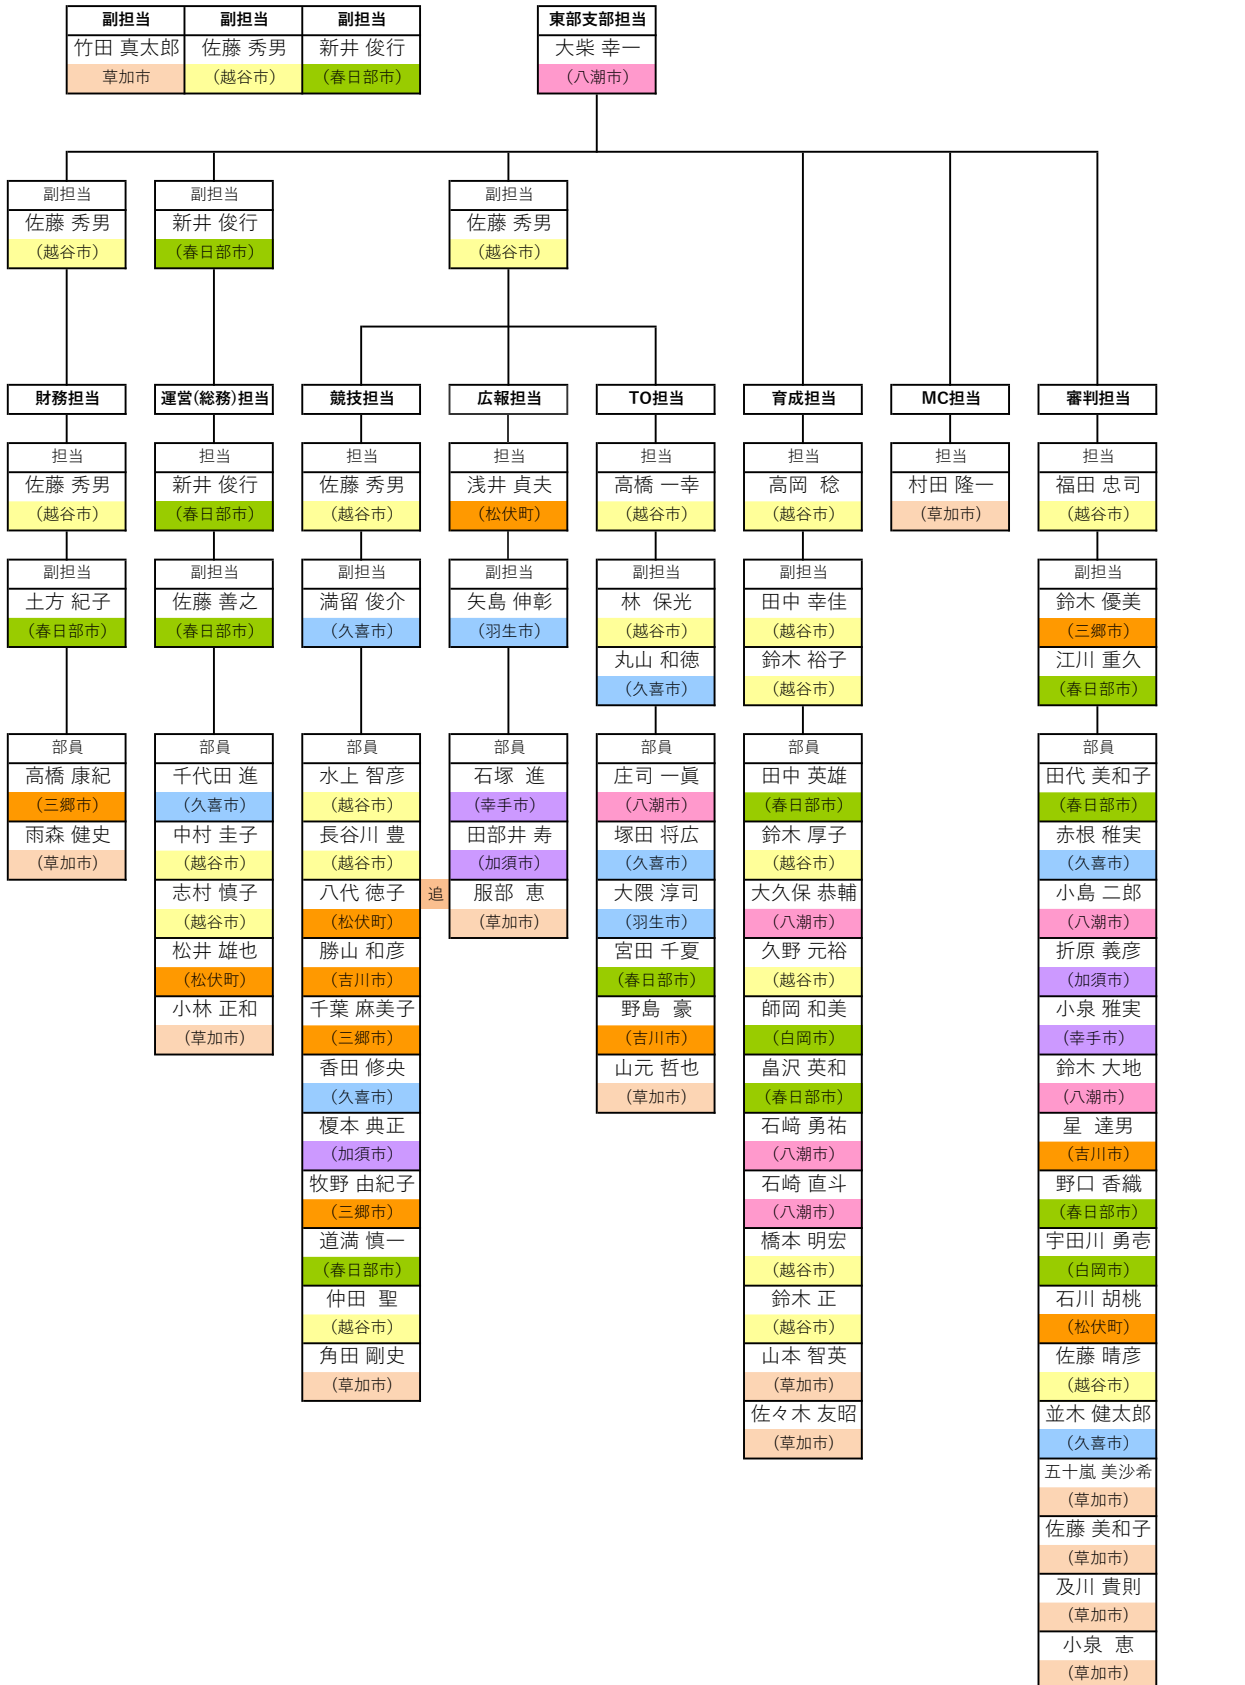 副担当 副担当 副担当
竹田 真太郎 佐藤 秀男 新井 俊行
草加市 （越谷市） （春日部市）
東部支部担当
大柴 幸一
（八潮市）
副担当
佐藤 秀男
（越谷市）
副担当
新井 俊行
（春日部市）
副担当
佐藤 秀男
（越谷市）
財務担当
担当
佐藤 秀男
（越谷市）
副担当
土方 紀子
（春日部市）
部員
高橋 康紀
（三郷市）
雨森 健史
（草加市）
運営(総務)担当
担当
新井 俊行
（春日部市）
副担当
佐藤 善之
（春日部市）
部員
千代田 進
（久喜市）
中村 圭子
（越谷市）
志村 慎子
（越谷市）
松井 雄也
（松伏町）
小林 正和
（草加市）
競技担当
担当
佐藤 秀男
（越谷市）
副担当
満留 俊介
（久喜市）
部員
水上 智彦
（越谷市）
長谷川 豊
（越谷市）
八代 徳子
（松伏町）
勝山 和彦
（吉川市）
千葉 麻美子
（三郷市）
香田 修央
（久喜市）
榎本 典正
（加須市）
牧野 由紀子
（三郷市）
道満 慎一
（春日部市）
仲田 聖
（越谷市）
角田 剛史
（草加市）
広報担当
担当
浅井 貞夫
（松伏町）
副担当
矢島 伸彰
（羽生市）
部員
石塚 進
（幸手市）
田部井 寿
（加須市）
追
服部 恵
（草加市）
TO担当
担当
高橋 一幸
（越谷市）
副担当
林 保光
（越谷市）
丸山 和徳
（久喜市）
部員
庄司 一眞
（八潮市）
塚田 将広
（久喜市）
大隈 淳司
（羽生市）
宮田 千夏
（春日部市）
野島 豪
（吉川市）
山元 哲也
（草加市）
育成担当
担当
高岡 稔
（越谷市）
副担当
田中 幸佳
（越谷市）
鈴木 裕子
（越谷市）
部員
田中 英雄
（春日部市）
鈴木 厚子
（越谷市）
大久保 恭輔
（八潮市）
久野 元裕
（越谷市）
師岡 和美
（白岡市）
畠沢 英和
（春日部市）
石﨑 勇祐
（八潮市）
石崎 直斗
（八潮市）
橋本 明宏
（越谷市）
鈴木 正
（越谷市）
山本 智英
（草加市）
佐々木 友昭
（草加市）
MC担当
担当
村田 隆一
（草加市）
審判担当
担当
福田 忠司
（越谷市）
副担当
鈴木 優美
（三郷市）
江川 重久
（春日部市）
部員
田代 美和子
（春日部市）
赤根 稚実
（久喜市）
小島 二郎
（八潮市）
折原 義彦
（加須市）
小泉 雅実
（幸手市）
鈴木 大地
（八潮市）
星 達男
（吉川市）
野口 香織
（春日部市）
宇田川 勇壱
（白岡市）
石川 胡桃
（松伏町）
佐藤 晴彦
（越谷市）
並木 健太郎
（久喜市）
五十嵐 美沙希
（草加市）
佐藤 美和子
（草加市）
及川 貴則
（草加市）
小泉 恵
（草加市）